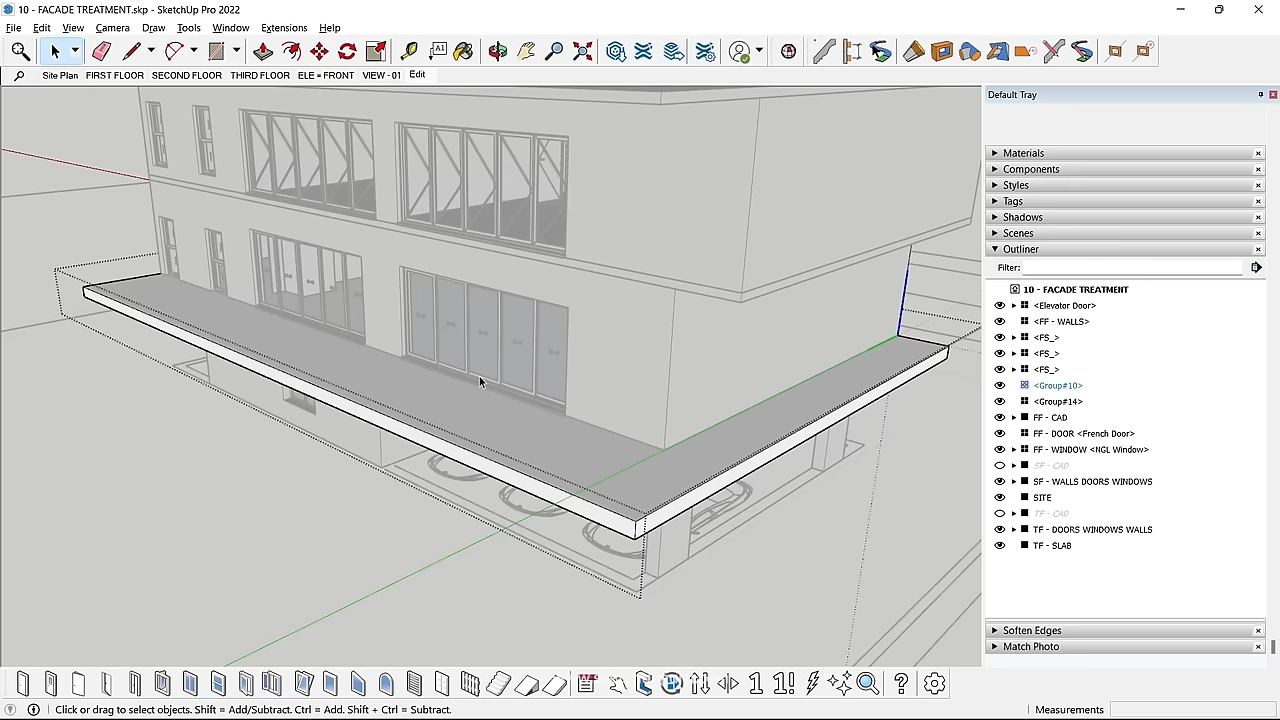 10 - FACADE TREATMENT.skp - SketchUp Pro 2022
File Edit View Camera Draw Tools Window Extensions Help
Site Plan FIRST FLOOR SECOND FLOOR THIRD FLOOR ELE = FRONT VIEW - 01 Edit
Default Tray
Materials
Components
Styles
Tags
Shadows
Scenes
Outliner
Filter:
10 - FACADE TREATMENT
<Elevator Door>
<FF - WALLS>
<FS_>
<FS_>
<FS_>
<Group#10>
<Group#14>
FF - CAD
FF - DOOR <French Door>
FF - WINDOW <NGL Window>
SF - CAD
SF - WALLS DOORS WINDOWS
SITE
TF - CAD
TF - DOORS WINDOWS WALLS
TF - SLAB
Soften Edges
Match Photo
Click or drag to select objects. Shift = Add/Subtract. Ctrl = Add. Shift + Ctrl = Subtract.
Measurements